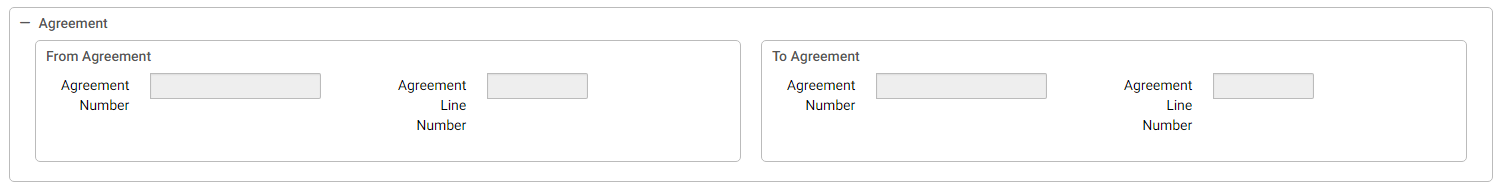 Agreement
From Agreement
Agreement
Number
Agreement
Line
Number
To Agreement
Agreement
Number
Agreement
Line
Number